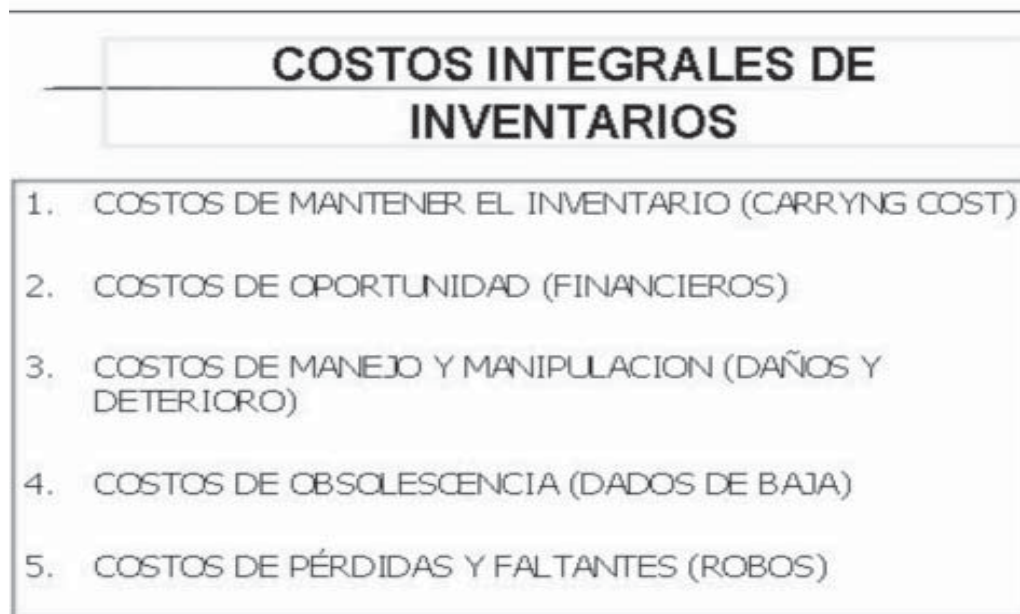 COSTOS INTEGRALES DE
INVENTARIOS
1. COSTOS DE MANTENER EL INVENTARIO (CARRYNG COST)
2. COSTOS DE OPORTUNIDAD (FINANCIEROS)
3. COSTOS DE MANEJO Y MANIPULACION (DAÑOS Y
DETERIORO)
4. COSTOS DE OBSOLESCENCIA (DADOS DE BAJA)
5. COSTOS DE PÉRDIDAS Y FALTANTES (ROBOS)